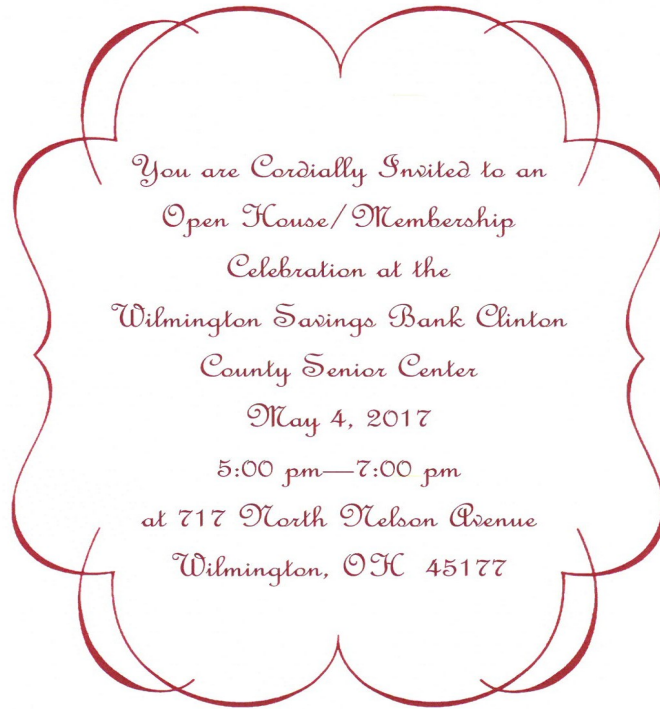 You are Cordially Invited to an
Open House/Membership
Celebration at the
Wilmington Savings Bank Clinton
County Senior Center
May 4, 2017
5:00 pm—7:00 pm
at 717 North Nelson Avenue
Wilmington, OH 45177